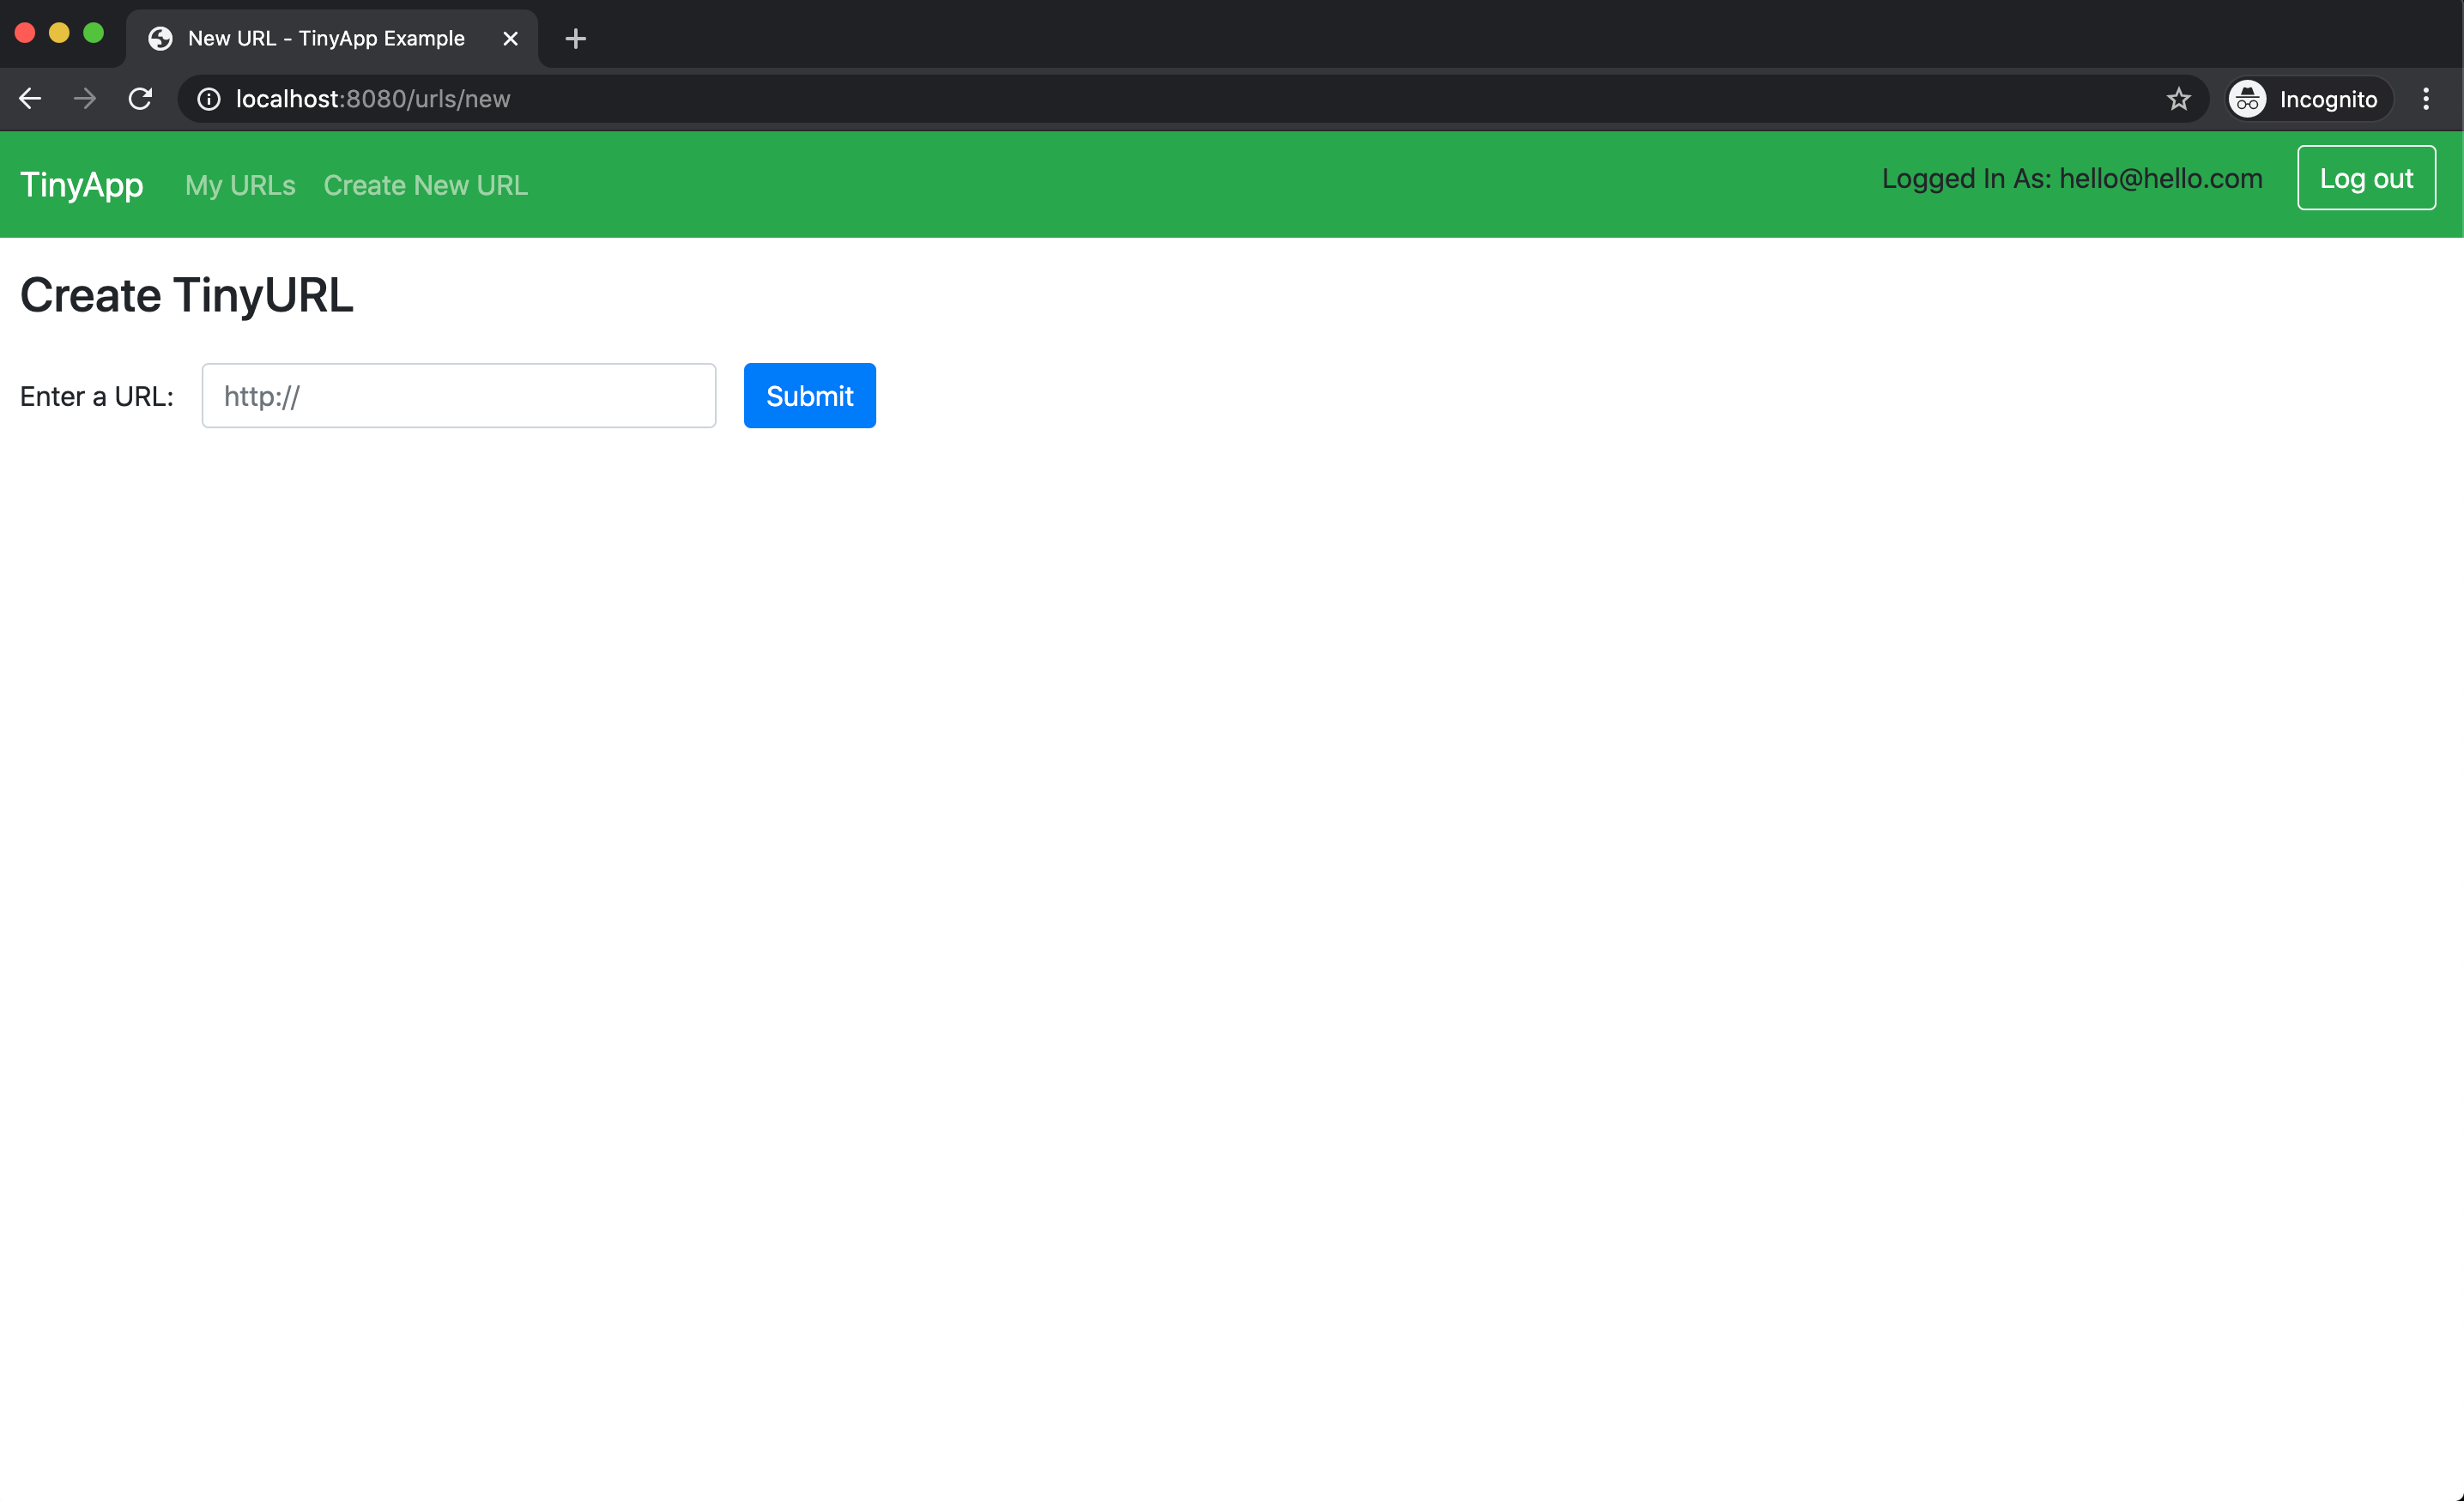 New URL - TinyApp Example
localhost:8080/urls/new
Incognito
TinyApp My URLs Create New URL Logged In As: hello@hello.com Log out
Create TinyURL
Enter a URL: http:// Submit